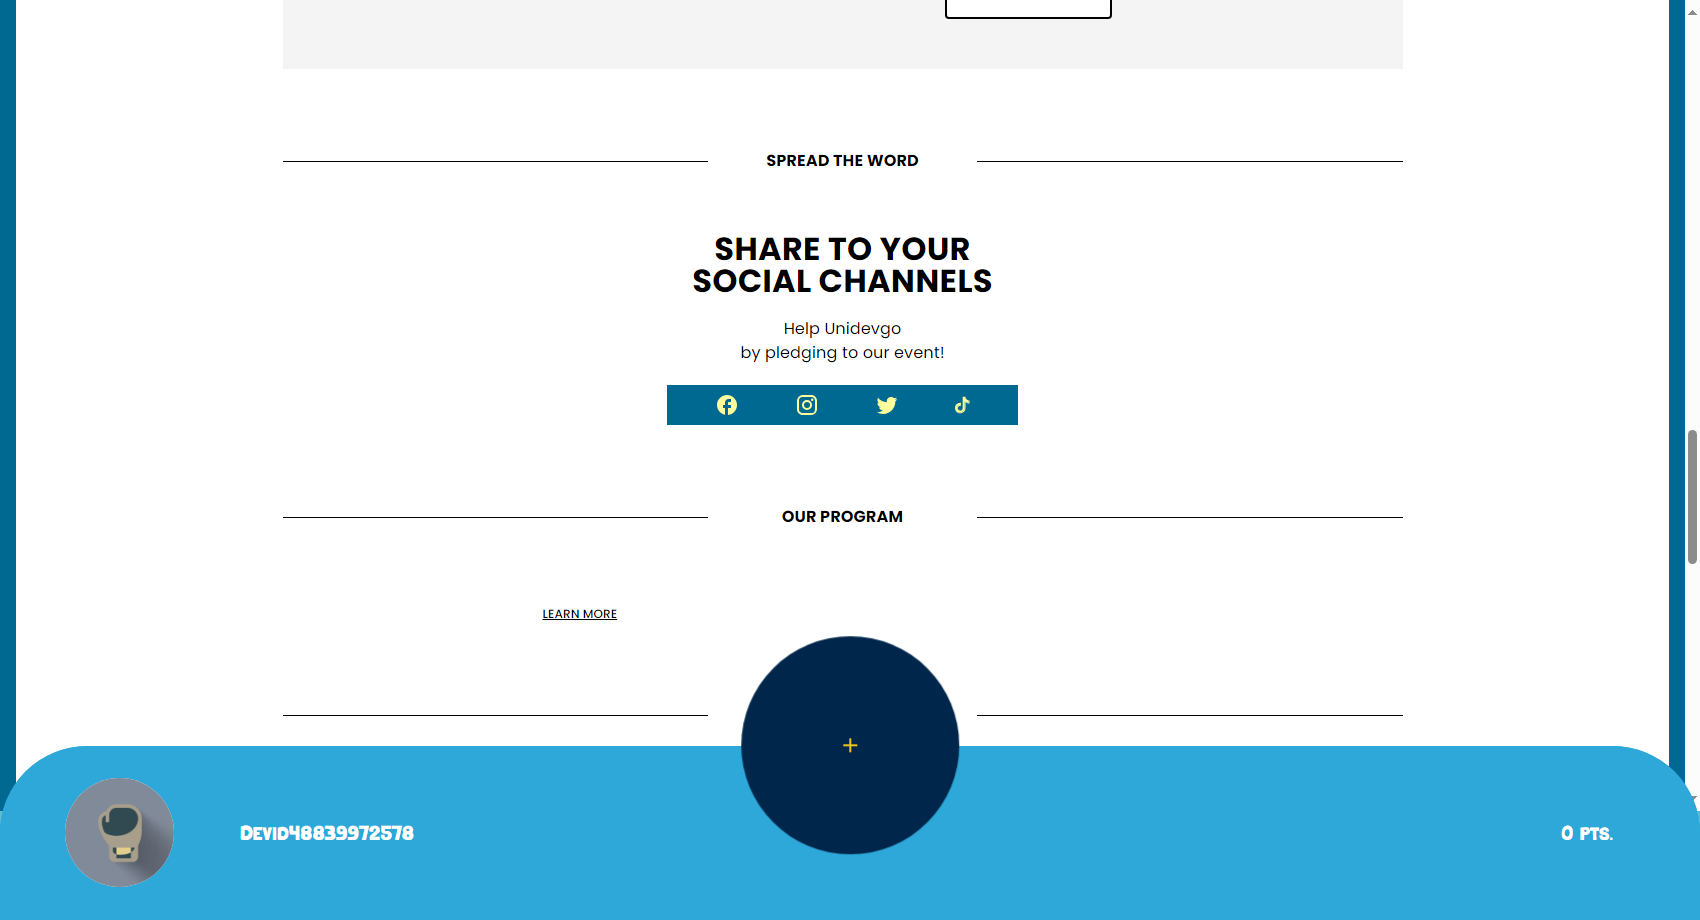 SPREAD THE WORD
SHARE TO YOUR
SOCIAL CHANNELS
Help Unidevgo
by pledging to our event!
OUR PROGRAM
LEARN MORE
+
Devid48839972578
0 pts.